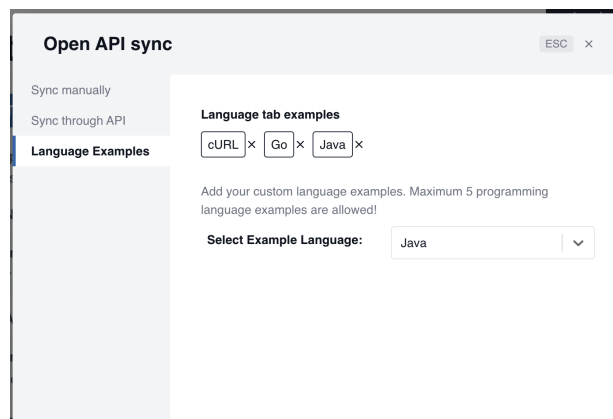 Open API sync
ESC ×
Sync manually
Sync through API
Language Examples
Language tab examples
cURL × Go × Java ×
Add your custom language examples. Maximum 5 programming
language examples are allowed!
Select Example Language:
Java